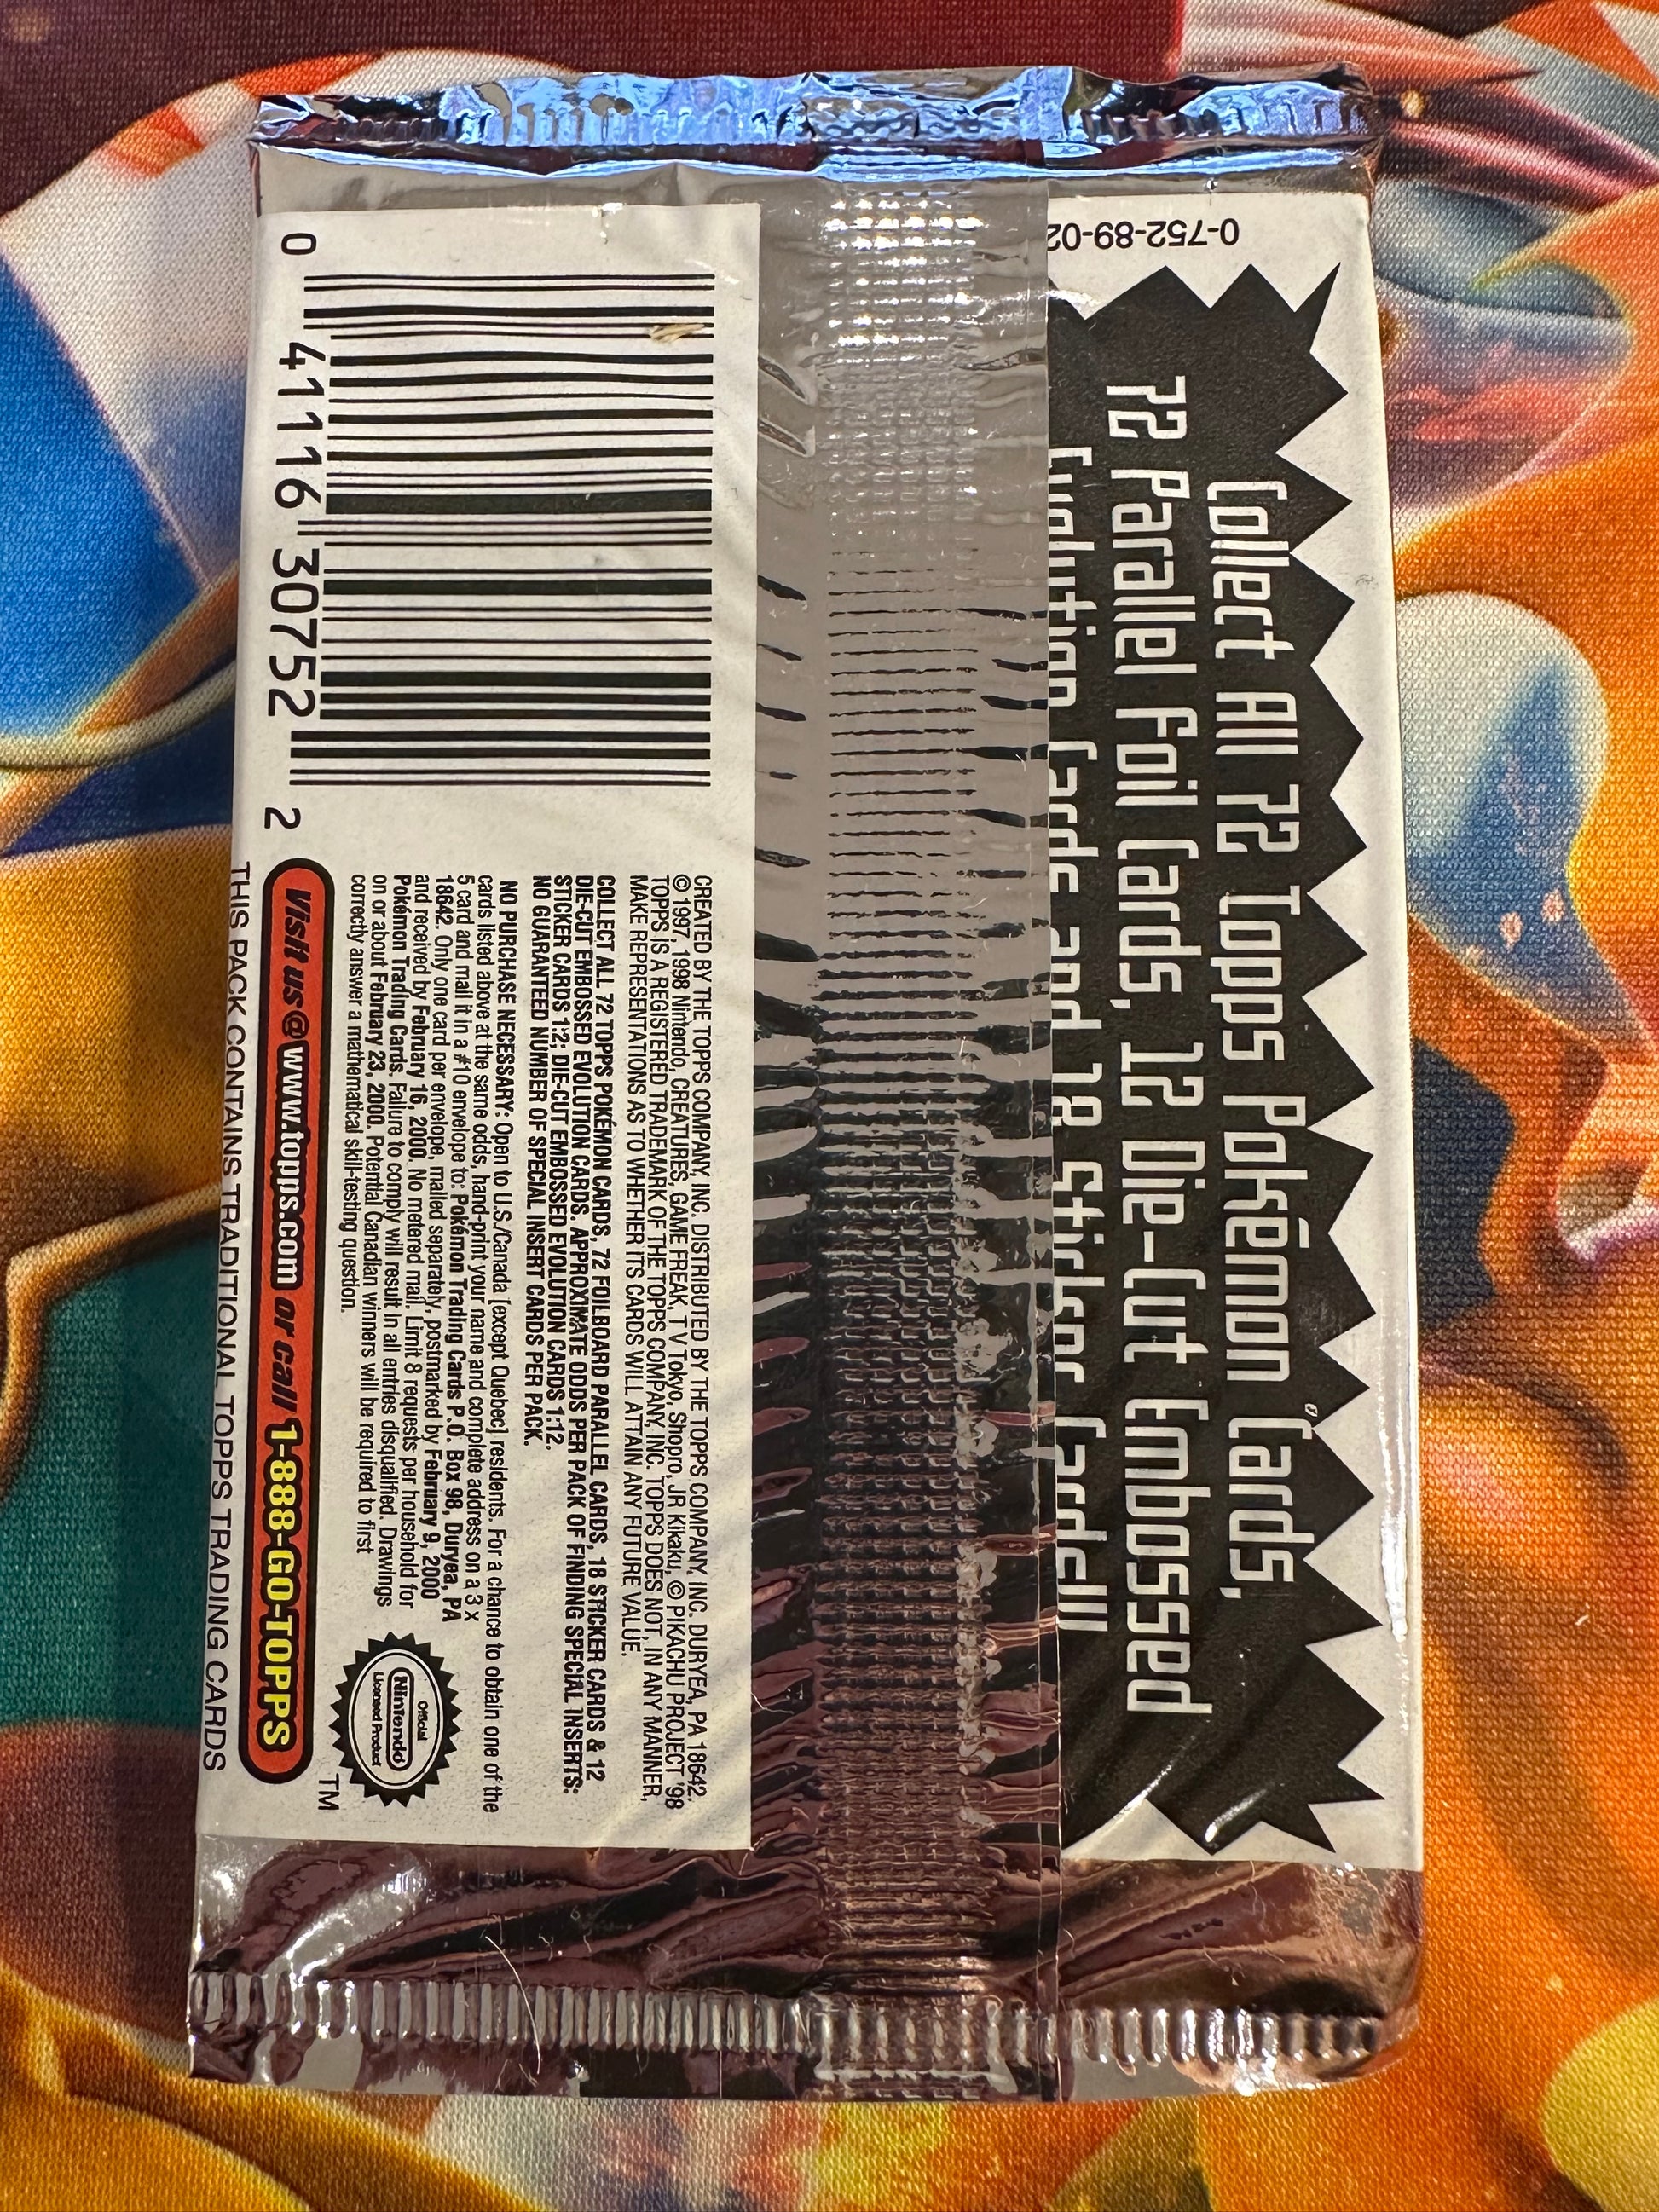 0-752-89-02
Collect All 72 Topps Pokémon Cards,
72 Parallel Foil Cards, 12 Die-Cut Embossed
Evolution Cards and 18 Sticker Cards!!
CREATED BY THE TOPPS COMPANY, INC. DISTRIBUTED BY THE TOPPS COMPANY, INC. DURYEA, PA 18642.
© 1997, 1998 Nintendo, CREATURES, GAME FREAK, T V Tokyo, Shopro, JR Kikaku, © PIKACHU PROJECT '98
TOPPS IS A REGISTERED TRADEMARK OF THE TOPPS COMPANY, INC. TOPPS DOES NOT, IN ANY MANNER,
MAKE REPRESENTATIONS AS TO WHETHER ITS CARDS WILL ATTAIN ANY FUTURE VALUE.
COLLECT ALL 72 TOPPS POKÉMON CARDS, 72 FOILBOARD PARALLEL CARDS, 18 STICKER CARDS & 12
DIE-CUT EMBOSSED EVOLUTION CARDS. APPROXIMATE ODDS PER PACK OF FINDING SPECIAL INSERTS:
STICKER CARDS 1:2; DIE-CUT EMBOSSED EVOLUTION CARDS 1:12.
NO GUARANTEED NUMBER OF SPECIAL INSERT CARDS PER PACK.
NO PURCHASE NECESSARY: Open to U.S./Canada [except Quebec] residents. For a chance to obtain one of the
cards listed above at the same odds, hand-print your name and complete address on a 3 x
5 card and mail it in a #10 envelope to: Pokémon Trading Cards P.O. Box 98, Duryea, PA
18642. Only one card per envelope, mailed separately, postmarked by February 9, 2000
and received by February 16, 2000. No metered mail. Limit 8 requests per household for
Pokémon Trading Cards. Failure to comply will result in all entries disqualified. Drawings
on or about February 23, 2000. Potential Canadian winners will be required to first
correctly answer a mathematical skill-testing question.
Official
Nintendo
Licensed Product
TM
0 41116 30752 2
Visit us@www.topps.com or call 1-888-GO-TOPPS
THIS PACK CONTAINS TRADITIONAL TOPPS TRADING CARDS